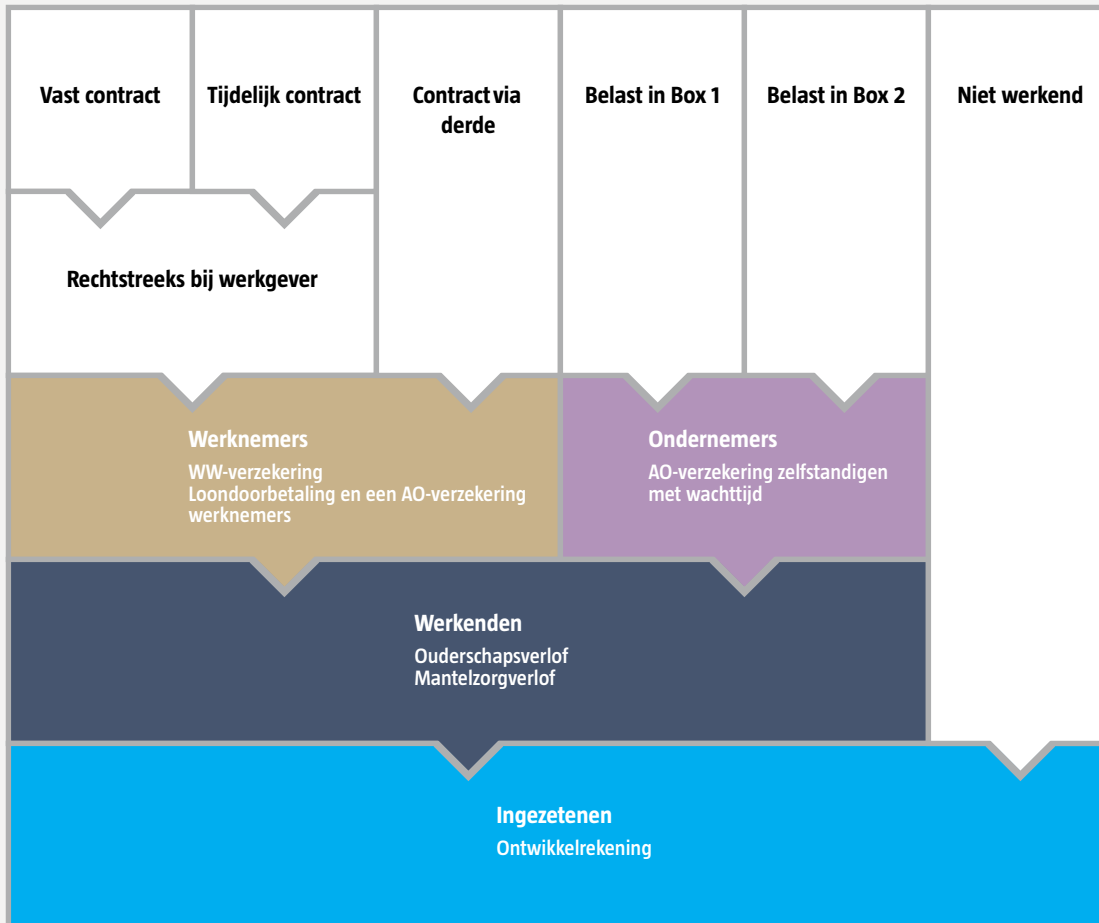 Vast contract
Tijdelijk contract
Contract via
derde
Belast in Box 1
Belast in Box 2
Niet werkend
Rechtstreeks bij werkgever
Werknemers
WW-verzekering
Loondoorbetaling en een AO-verzekering
werknemers
Ondernemers
AO-verzekering zelfstandigen
met wachttijd
Werkenden
Ouderschapsverlof
Mantelzorgverlof
Ingezetenen
Ontwikkelrekening